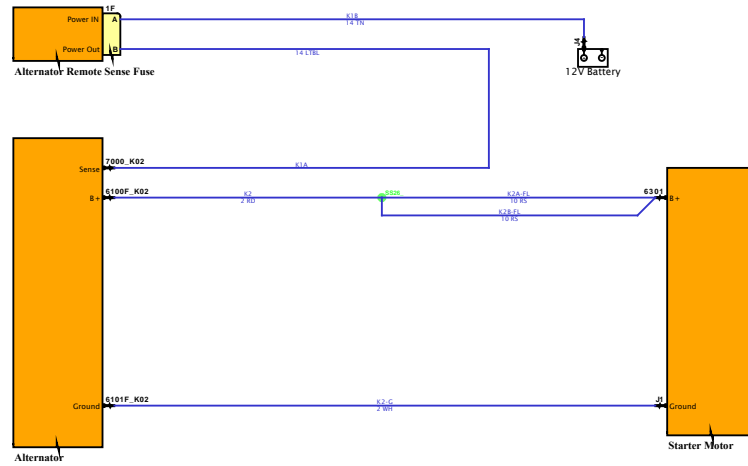 1F
Power IN
A
K1B
14 TN
J4
Power Out
B
14 LTBL
12V Battery
Alternator Remote Sense Fuse
7000_K02
Sense
K1A
6100F_K02
B+
K2
2 RD
K2A-FL
10 RS
6301
B+
K2B-FL
10 RS
6101F_K02
Ground
K2-G
2 WH
J1
Ground
Starter Motor
Alternator